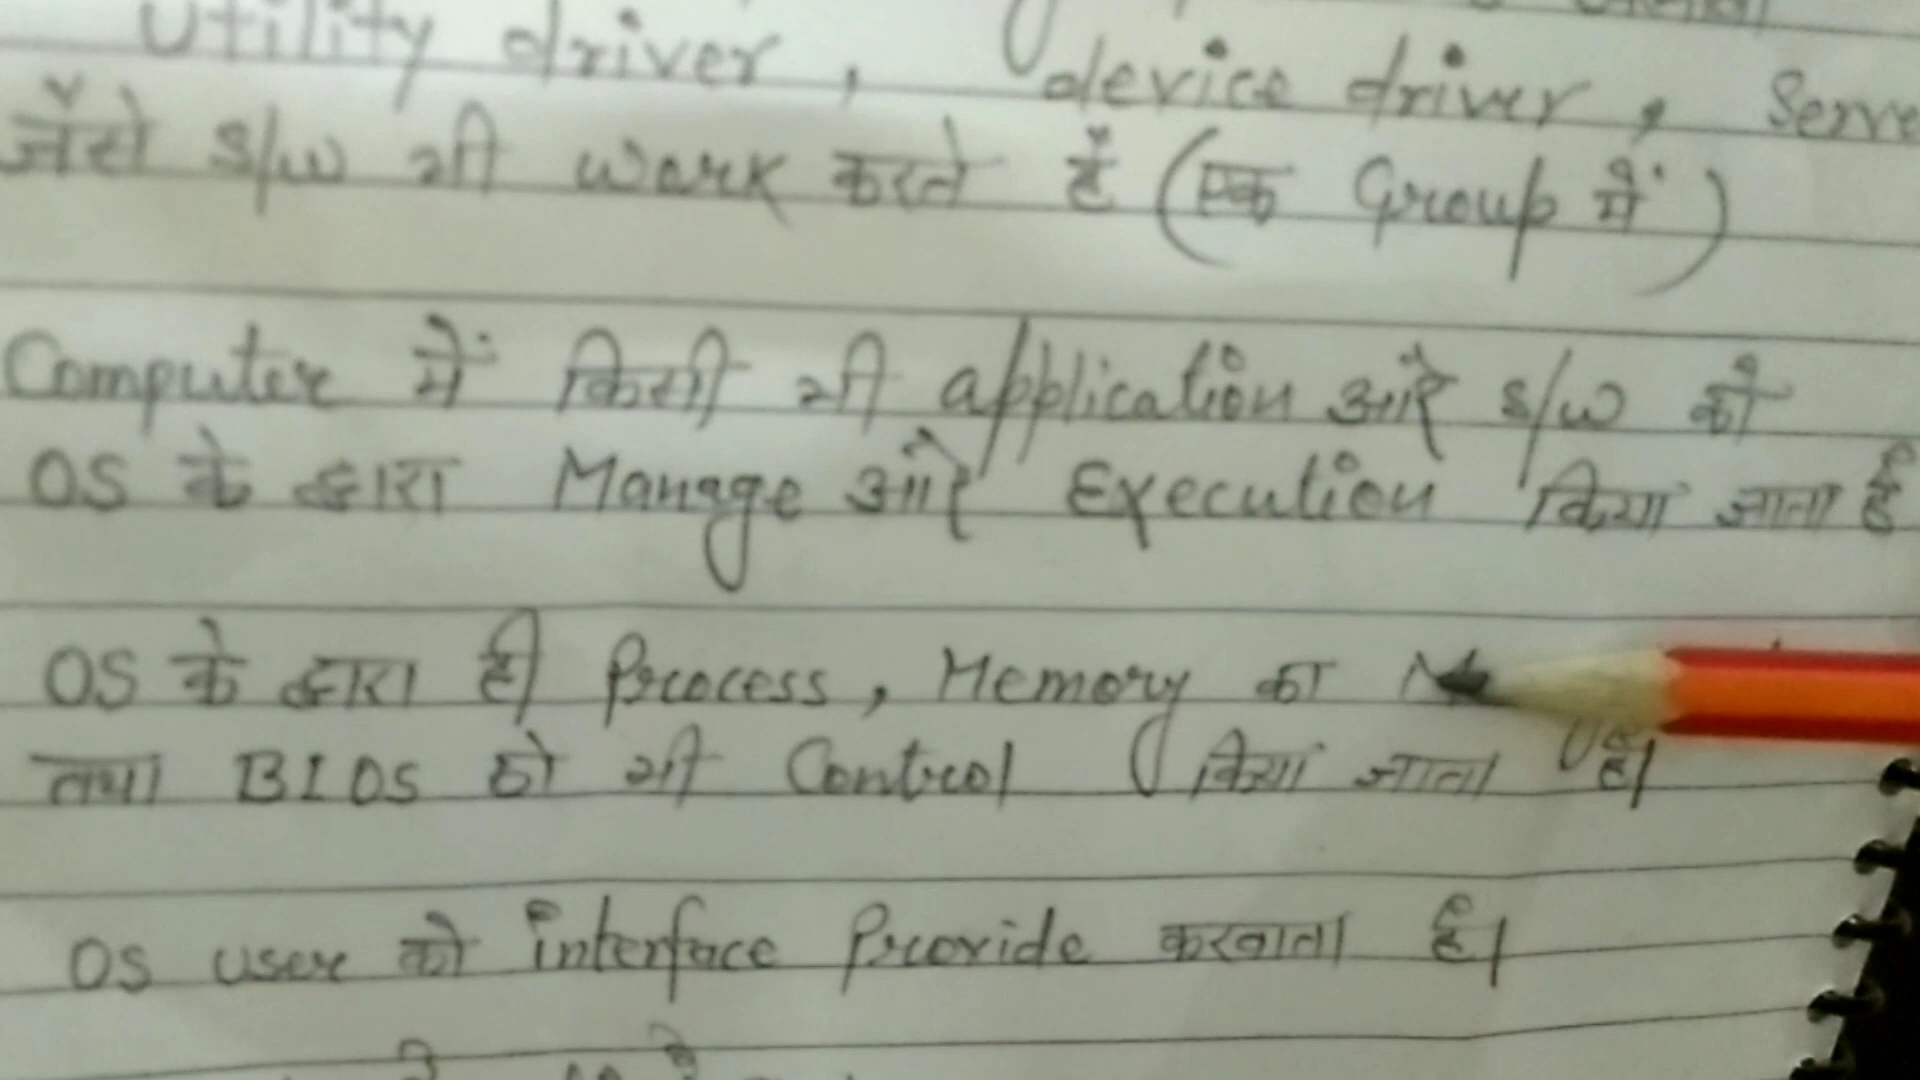 Utility driver, device driver, Serve
जैसे s/w भी work करते हैं (एक Group में)
Computer में किसी भी application और s/w को
OS के द्वारा Manage और Execution किया जाता है
OS के द्वारा ही Process, Memory का
तथा BIOS को भी Control किया जाता है।
OS user को interface Provide करवाता है।